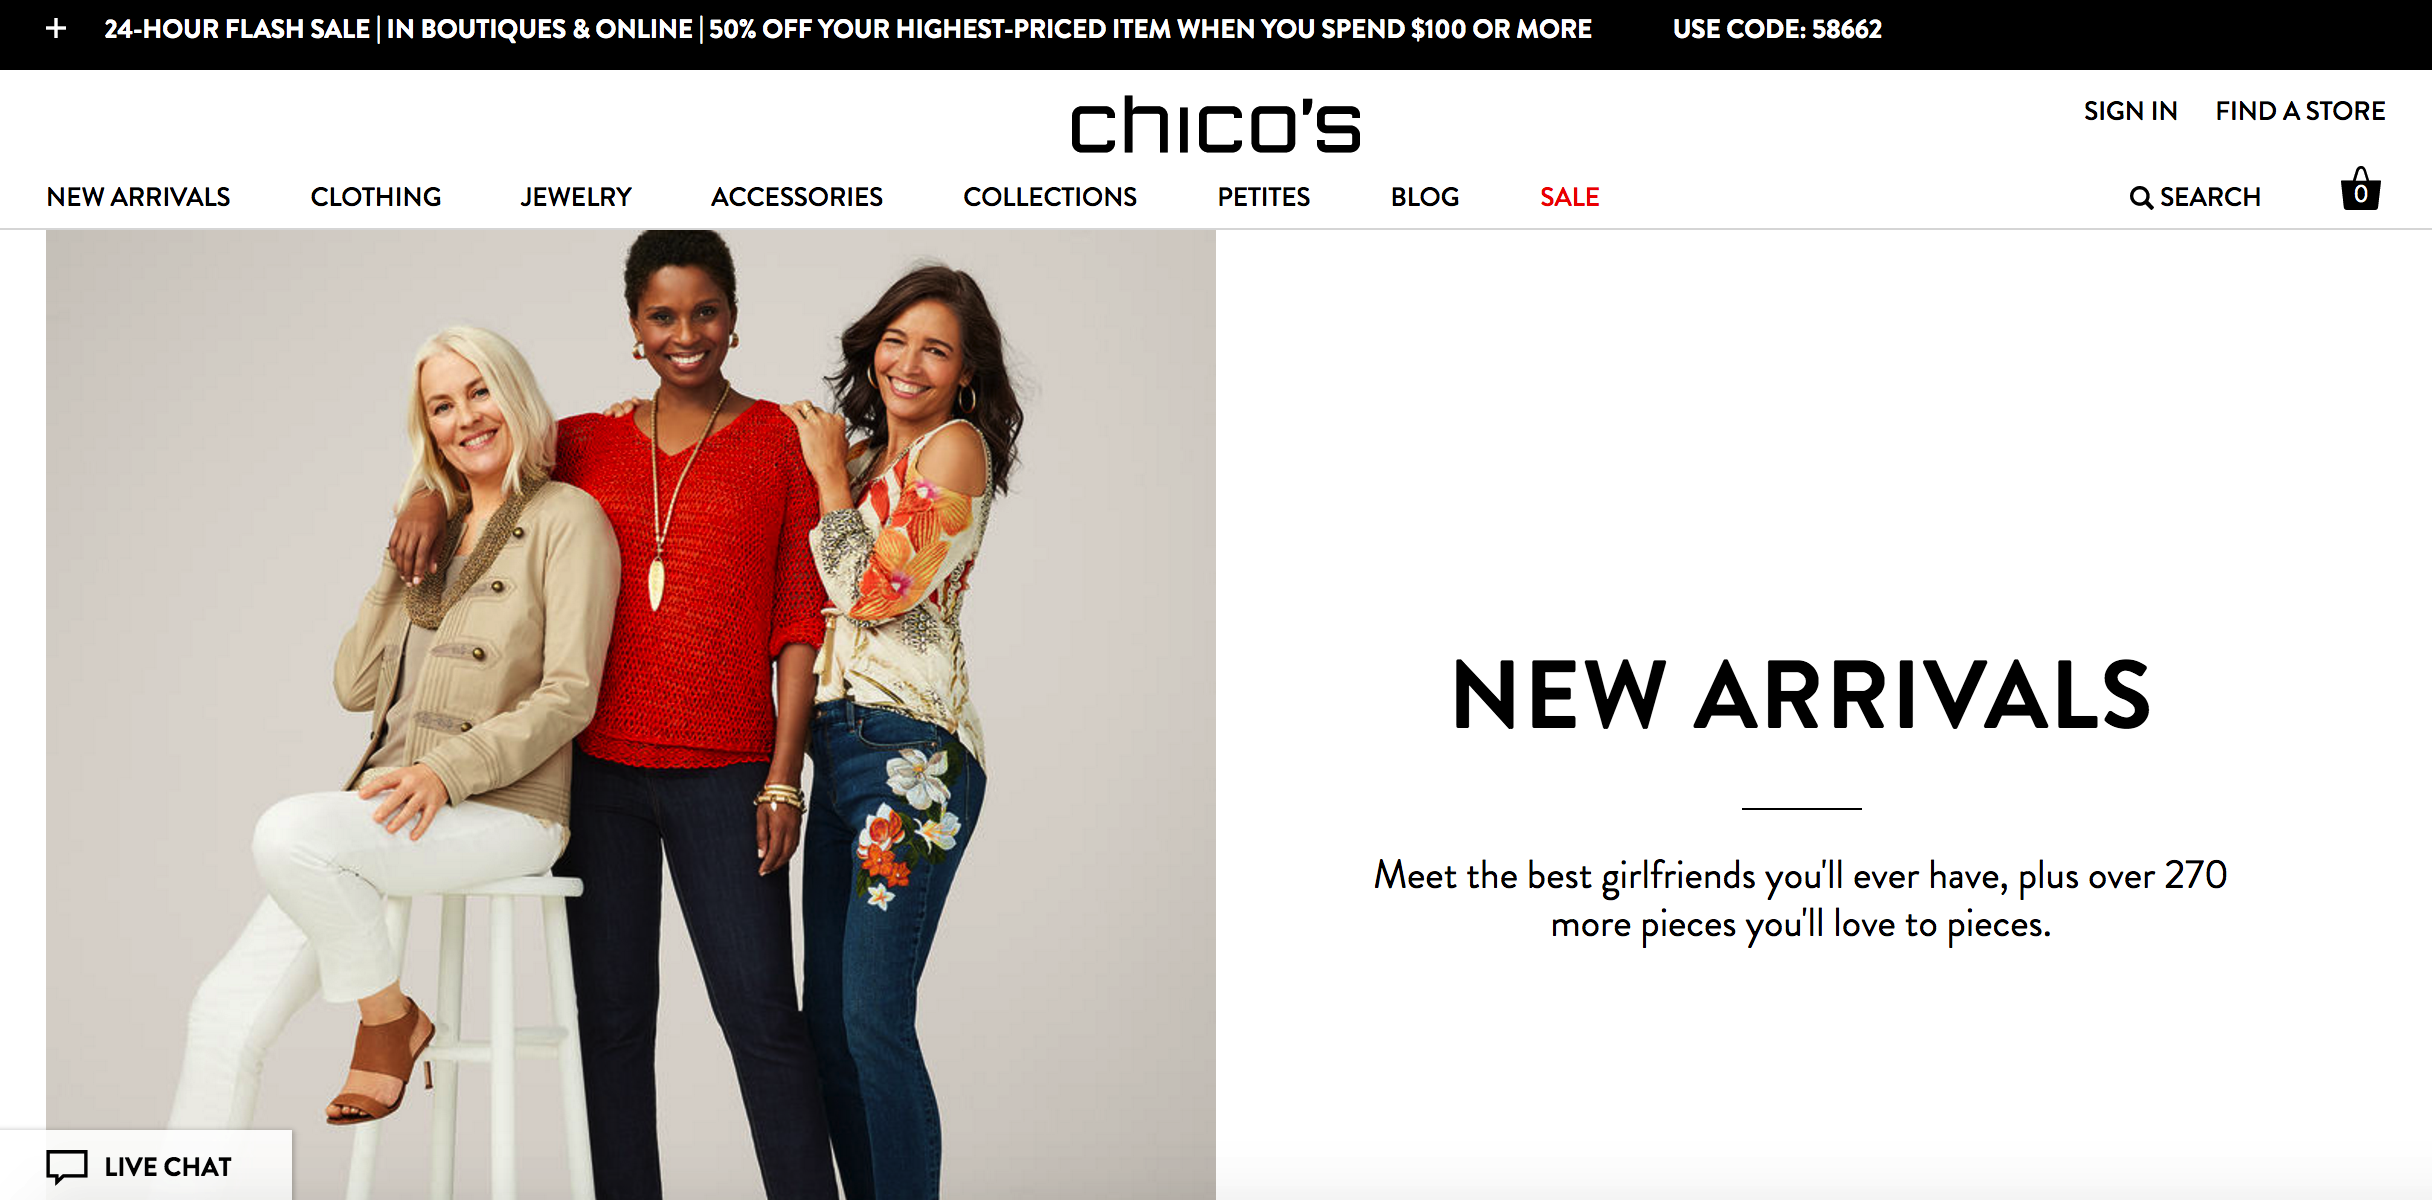 + 24-HOUR FLASH SALE | IN BOUTIQUES & ONLINE | 50% OFF YOUR HIGHEST-PRICED ITEM WHEN YOU SPEND $100 OR MORE USE CODE: 58662
chico's
SIGN IN FIND A STORE
NEW ARRIVALS CLOTHING JEWELRY ACCESSORIES COLLECTIONS PETITES BLOG SALE SEARCH 0
NEW ARRIVALS
Meet the best girlfriends you'll ever have, plus over 270
more pieces you'll love to pieces.
LIVE CHAT